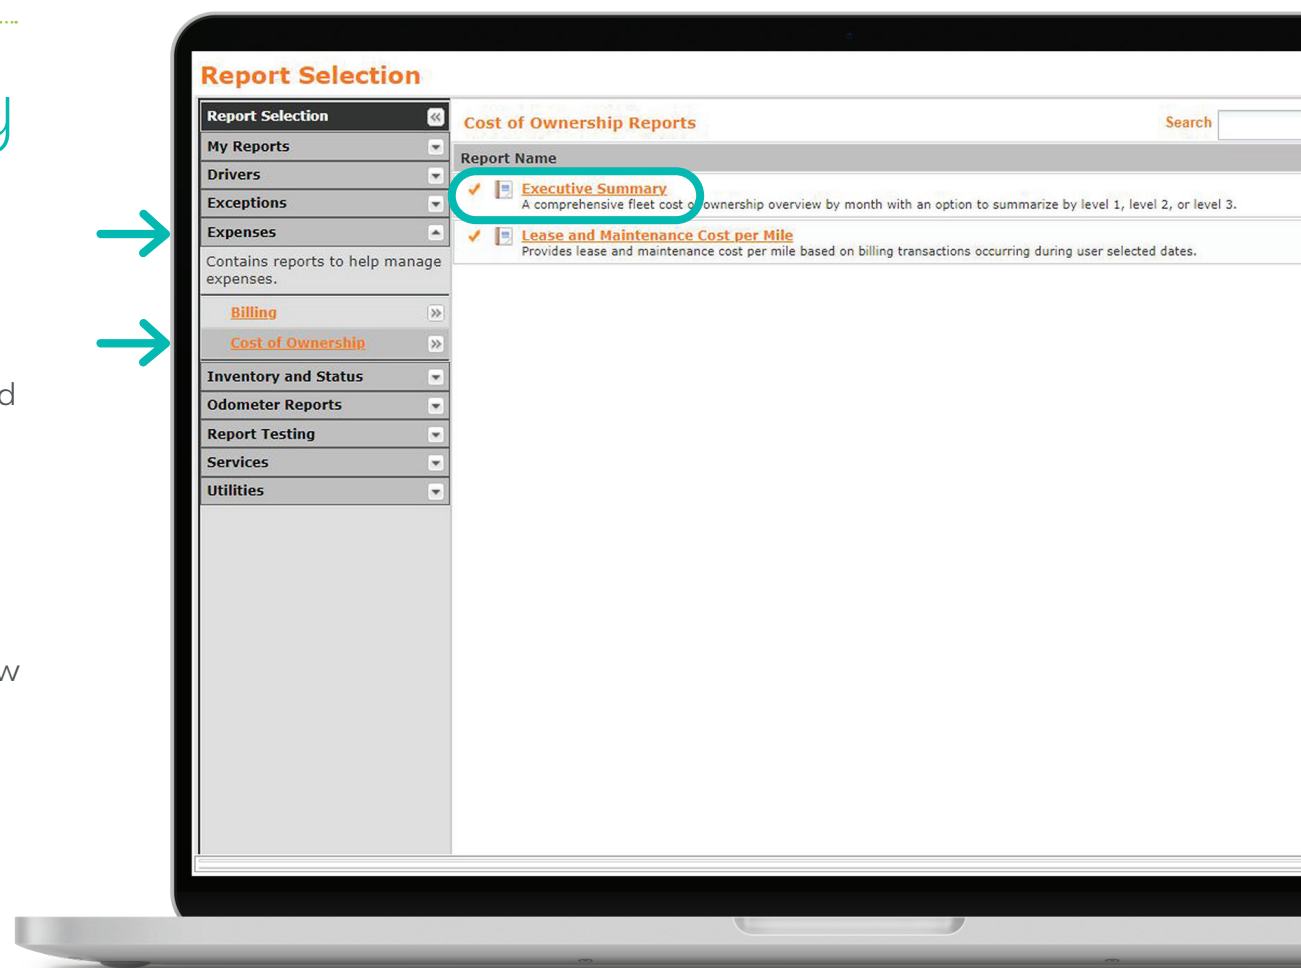 y
d
w
Report Selection
Report Selection
My Reports
Drivers
Exceptions
Expenses
Contains reports to help manage
expenses.
Billing
Cost of Ownership
Inventory and Status
Odometer Reports
Report Testing
Services
Utilities
Cost of Ownership Reports
Search
Report Name
Executive Summary
A comprehensive fleet cost of ownership overview by month with an option to summarize by level 1, level 2, or level 3.
Lease and Maintenance Cost per Mile
Provides lease and maintenance cost per mile based on billing transactions occurring during user selected dates.